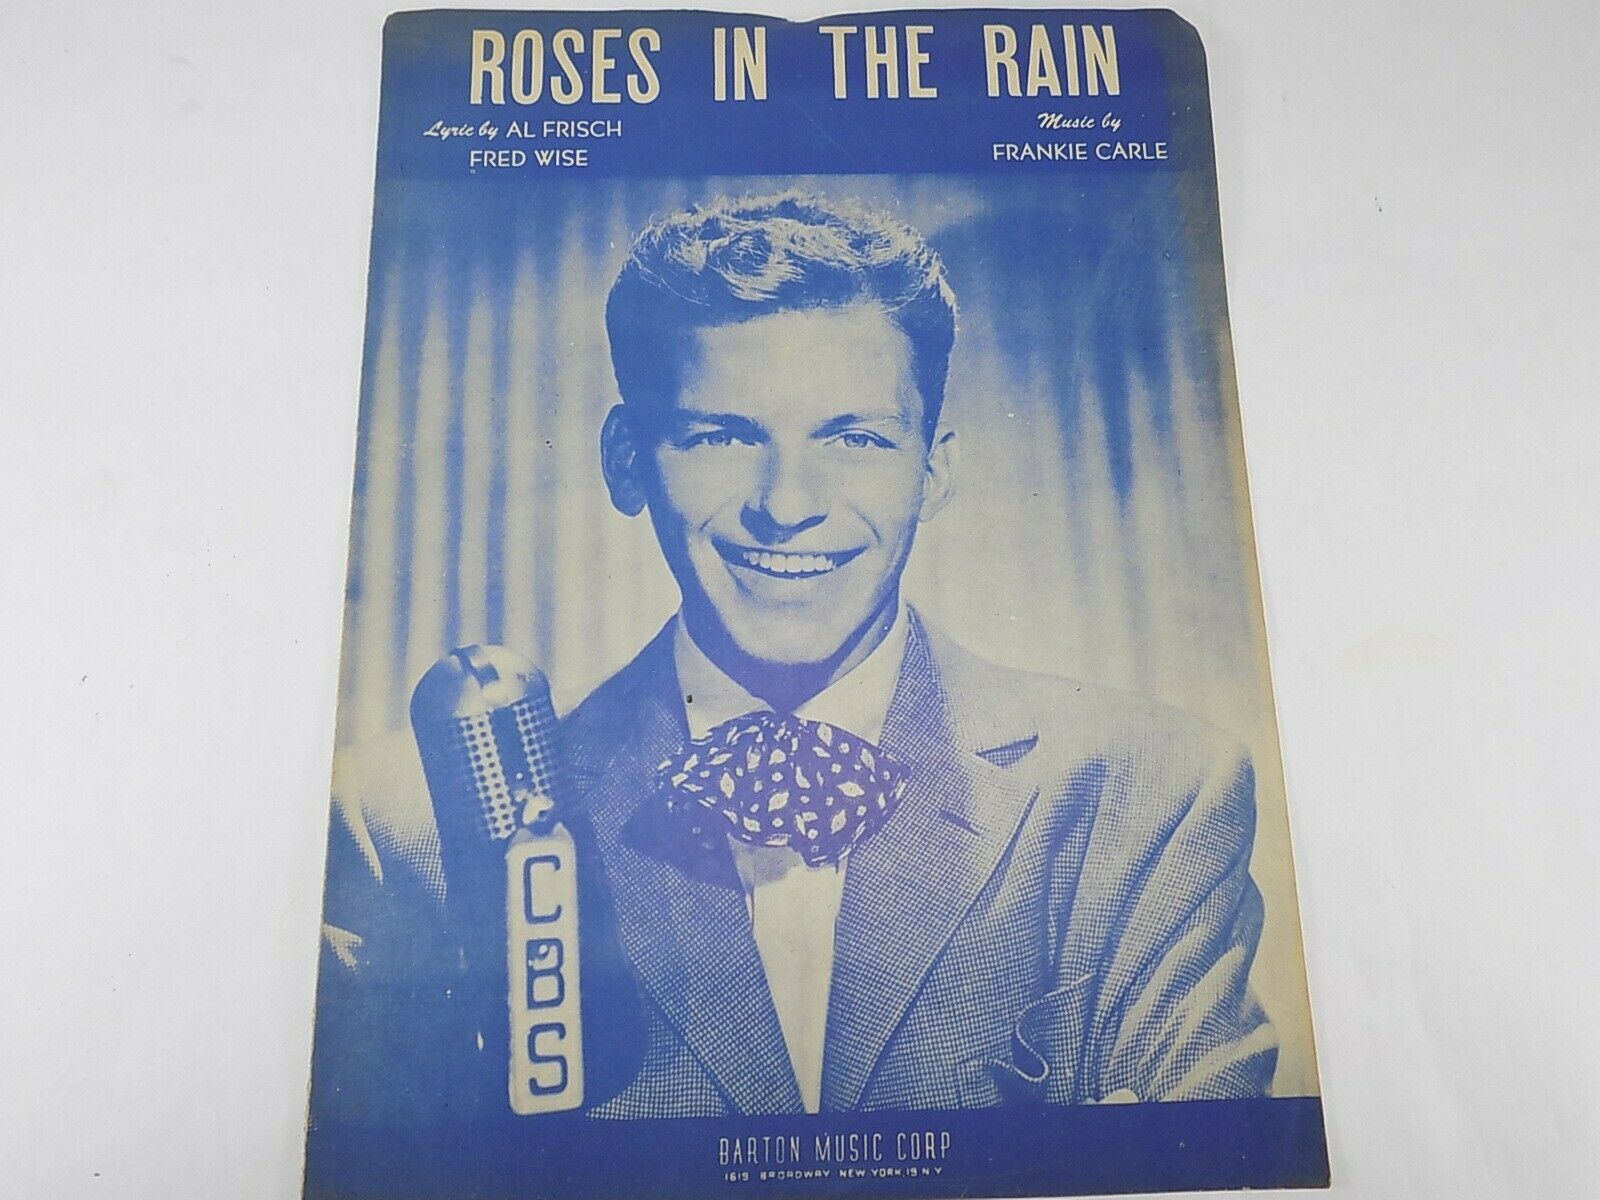 ROSES IN THE RAIN
Lyric by AL FRISCH
FRED WISE
Music by
FRANKIE CARLE
CBS
BARTON MUSIC CORP
1619 BROADWAY NEW YORK, 19 N Y